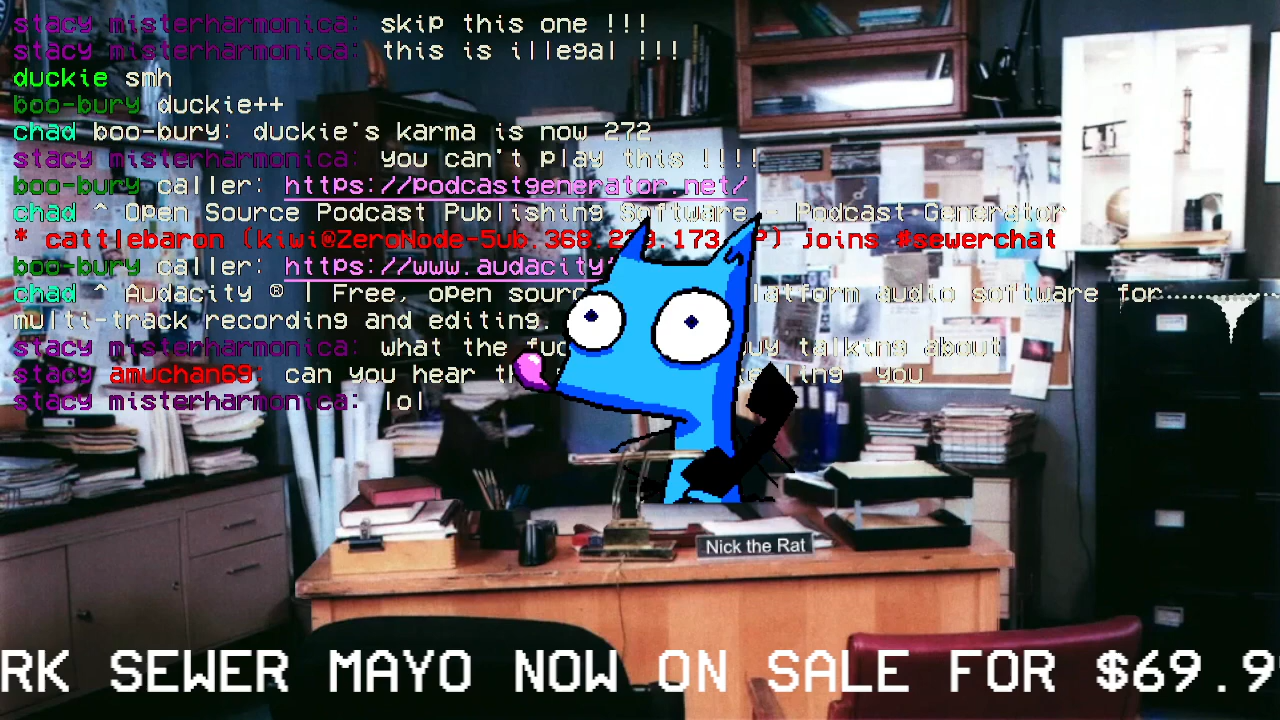 stacy misterharmonica: skip this one !!!
stacy misterharmonica: this is illegal !!!
duckie smh
boo-bury duckie++
chad boo-bury: duckie's karma is now 272
stacy misterharmonica: you can't play this !!!!
boo-bury caller: https://podcastgenerator.net/
chad ^ Open Source Podcast Publishing Software - Podcast Generator
* cattlebaron (kiwi@ZeroNode-5ub.368. .173. P) joins #sewerchat
boo-bury caller: https://www.audacity
chad ^ Audacity ® | Free, open sourc latform audio software for
multi-track recording and editing.
stacy misterharmonica: what the fuc uy talking about
stacy amuchan69: can you hear th ling you
stacy misterharmonica: lol
Nick the Rat
RK SEWER MAYO NOW ON SALE FOR $69.9